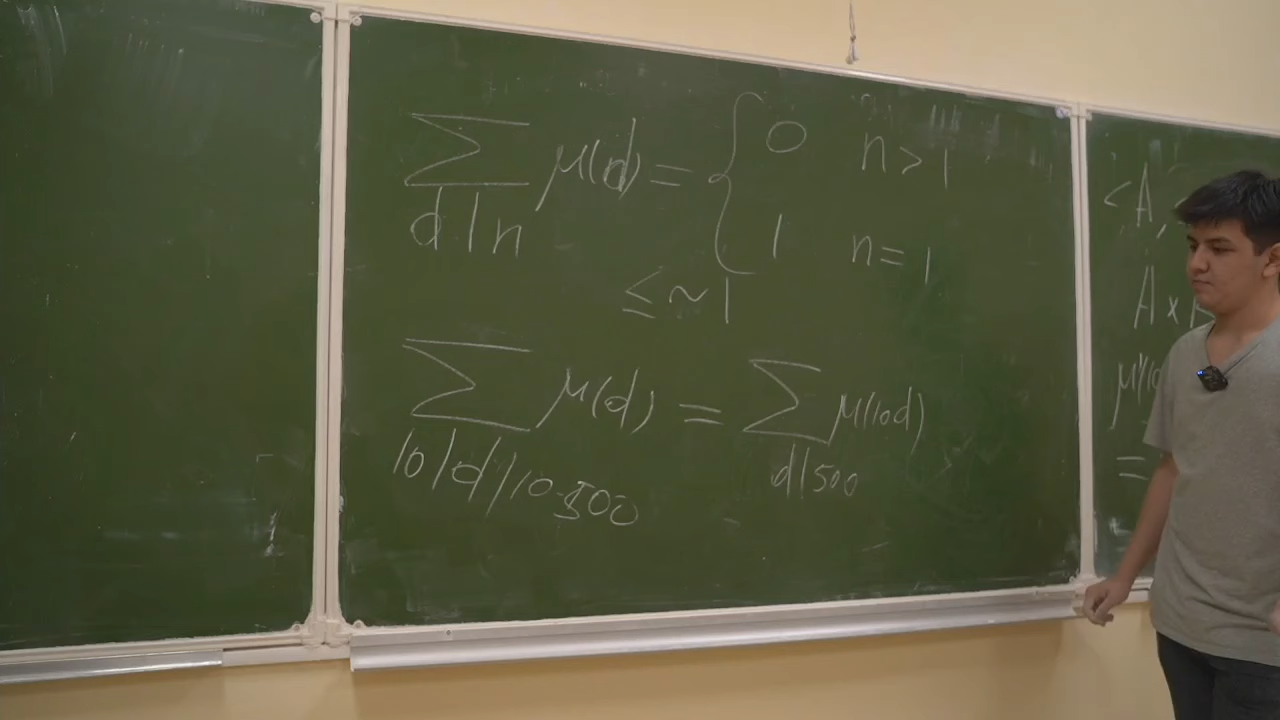 ∑ μ(d) = { 0 n > 1
d | n 1 n = 1
≤ ~ 1
∑ μ(d) = ∑ μ(10d)
10 | d | 10·500 d | 500
< A,
A ×
μ(10
=